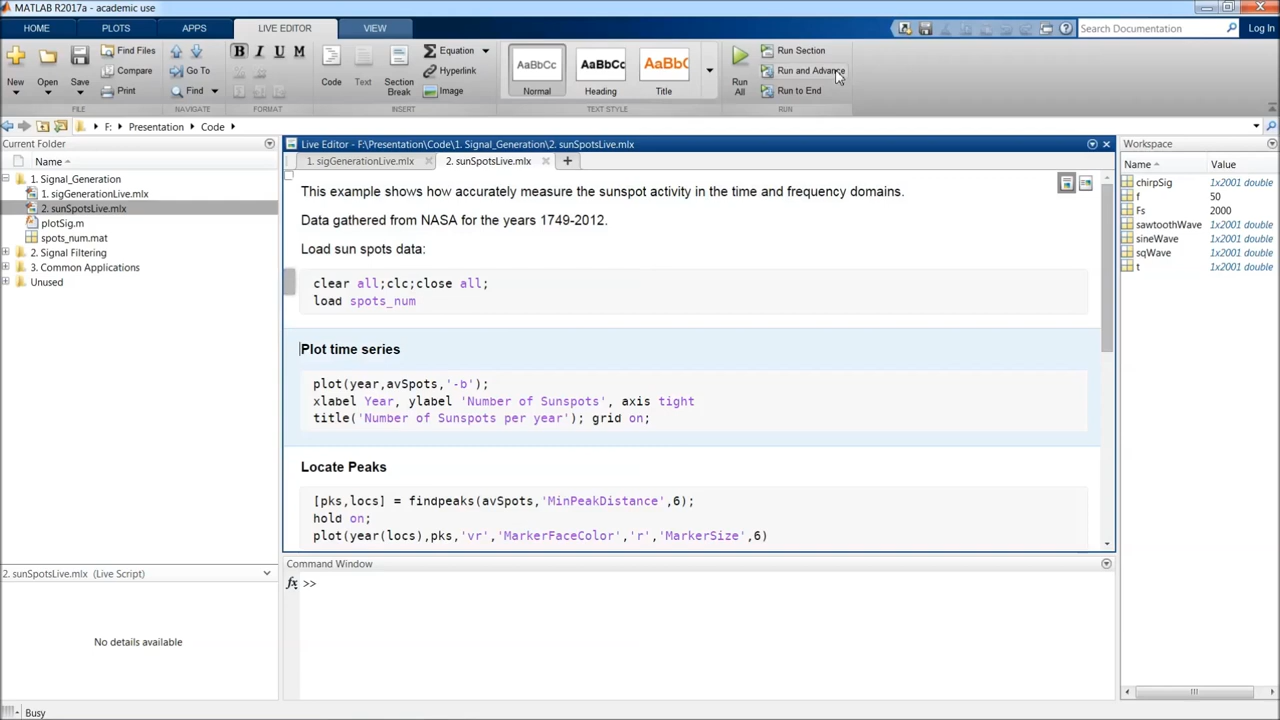 MATLAB R2017a - academic use
HOME
PLOTS
APPS
LIVE EDITOR
VIEW
Search Documentation
Log In
New
Open
Save
Find Files
Compare
Print
Go To
Find
B I U M
Code
Text
Section Break
Equation
Hyperlink
Image
AaBbCc
Normal
AaBbCc
Heading
AaBbC
Title
Run All
Run Section
Run and Advance
Run to End
FILE
NAVIGATE
FORMAT
INSERT
TEXT STYLE
RUN
F: Presentation Code
Current Folder
Name
1. Signal_Generation
1. sigGenerationLive.mlx
2. sunSpotsLive.mlx
plotSig.m
spots_num.mat
2. Signal Filtering
3. Common Applications
Unused
2. sunSpotsLive.mlx (Live Script)
No details available
Live Editor - F:\Presentation\Code\1. Signal_Generation\2. sunSpotsLive.mlx
1. sigGenerationLive.mlx
2. sunSpotsLive.mlx
This example shows how accurately measure the sunspot activity in the time and frequency domains.
Data gathered from NASA for the years 1749-2012.
Load sun spots data:
clear all;clc;close all;
load spots_num
Plot time series
plot(year,avSpots,'-b');
xlabel Year, ylabel 'Number of Sunspots', axis tight
title('Number of Sunspots per year'); grid on;
Locate Peaks
[pks,locs] = findpeaks(avSpots,'MinPeakDistance',6);
hold on;
plot(year(locs),pks,'vr','MarkerFaceColor','r','MarkerSize',6)
Command Window
fx >>
Workspace
Name Value
chirpSig 1x2001 double
f 50
Fs 2000
sawtoothWave 1x2001 double
sineWave 1x2001 double
sqWave 1x2001 double
t 1x2001 double
Busy